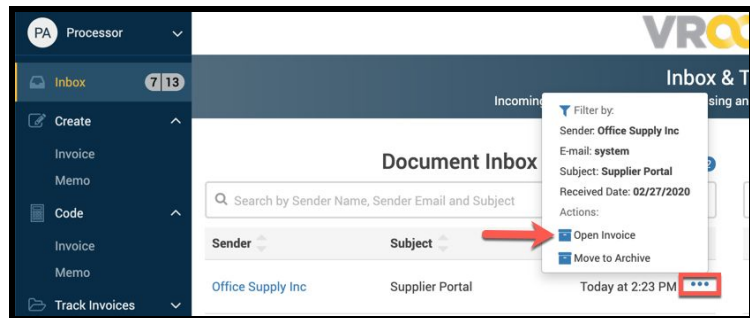 PA Processor
VRO
Inbox 7 13
Inbox & T
Incoming
sing an
Create
Invoice
Memo
Code
Invoice
Memo
Track Invoices
Document Inbox
Search by Sender Name, Sender Email and Subject
Sender
Subject
Office Supply Inc
Supplier Portal
Today at 2:23 PM
Filter by:
Sender: Office Supply Inc
E-mail: system
Subject: Supplier Portal
Received Date: 02/27/2020
Actions:
Open Invoice
Move to Archive